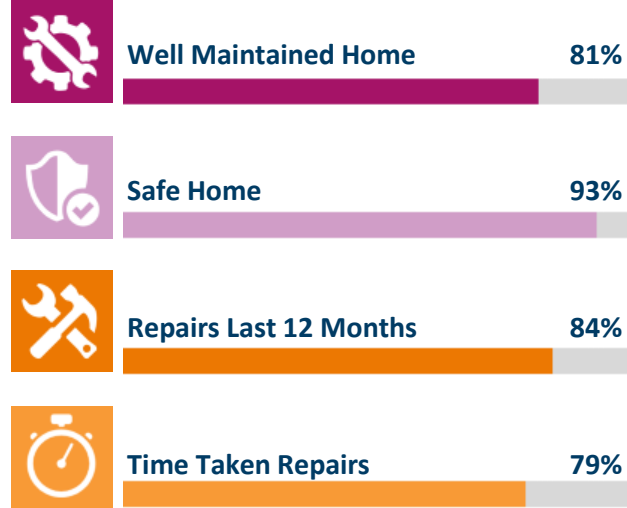 Well Maintained Home 81%
Safe Home 93%
Repairs Last 12 Months 84%
Time Taken Repairs 79%